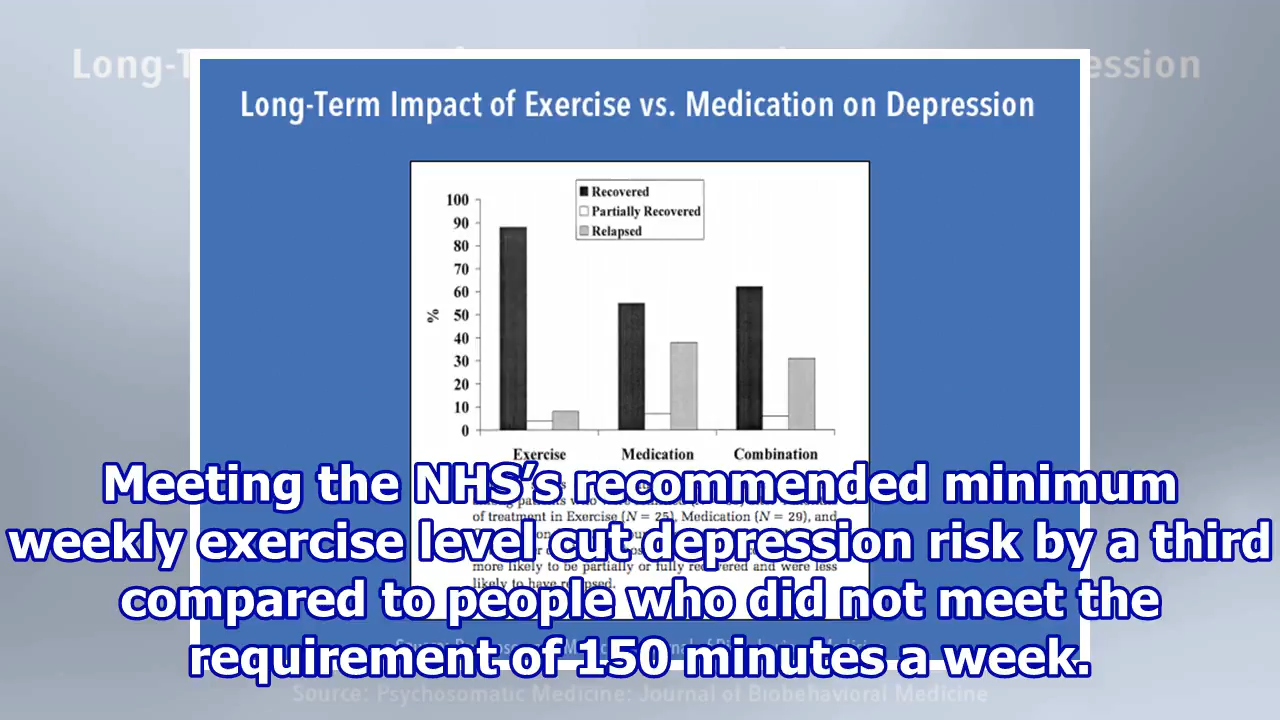 Long-Term Impact of Exercise vs. Medication on Depression
Recovered
Partially Recovered
Relapsed
100
90
80
70
60
50
40
30
20
10
0
%
Exercise Medication Combination
of treatment in Exercise (N = 25), Medication (N = 29), and
more likely to be partially or fully recovered and were less
likely to have relapsed.
Meeting the NHS’s recommended minimum
weekly exercise level cut depression risk by a third
compared to people who did not meet the
requirement of 150 minutes a week.
Source: Psychosomatic Medicine: Journal of Biobehavioral Medicine